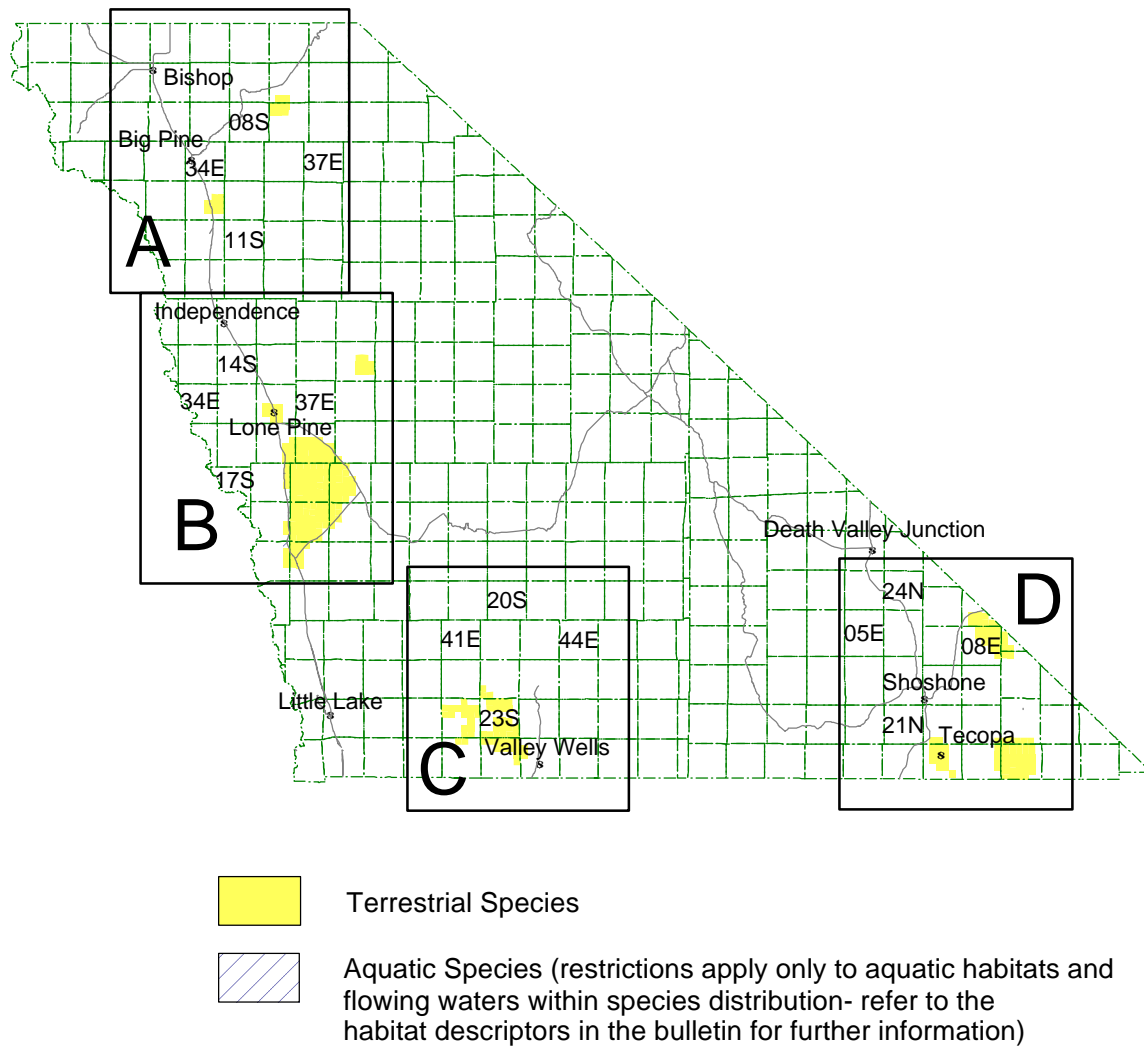 Bishop
08S
Big Pine
34E
37E
A
11S
Independence
14S
34E
37E
Lone Pine
17S
B
Death Valley Junction
20S
24N
D
41E
44E
05E
08E
Shoshone
Little Lake
23S
21N
Valley Wells
Tecopa
C
Terrestrial Species
Aquatic Species (restrictions apply only to aquatic habitats and
flowing waters within species distribution- refer to the
habitat descriptors in the bulletin for further information)